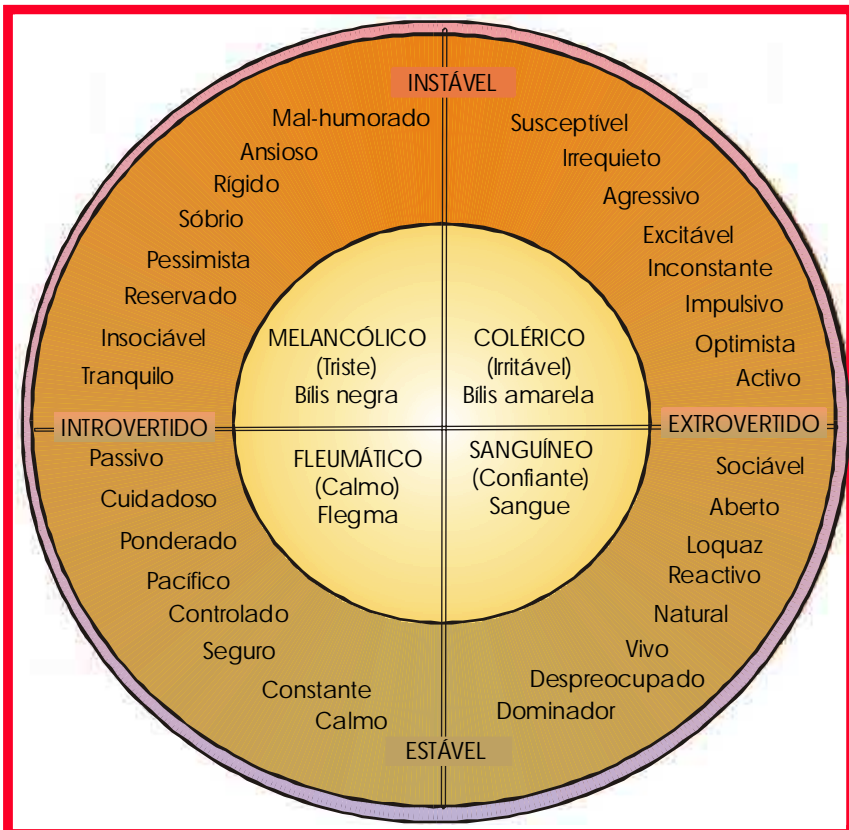 INSTÁVEL
Mal-humorado
Ansioso
Rígido
Sóbrio
Pessimista
Reservado
Insociável
Tranquilo
Susceptível
Irrequieto
Agressivo
Excitável
Inconstante
Impulsivo
Optimista
Activo
MELANCÓLICO
(Triste)
Bílis negra
COLÉRICO
(Irritável)
Bílis amarela
INTROVERTIDO
EXTROVERTIDO
FLEUMÁTICO
(Calmo)
Flegma
SANGUÍNEO
(Confiante)
Sangue
Passivo
Cuidadoso
Ponderado
Pacífico
Controlado
Seguro
Constante
Calmo
Sociável
Aberto
Loquaz
Reactivo
Natural
Vivo
Despreocupado
Dominador
ESTÁVEL